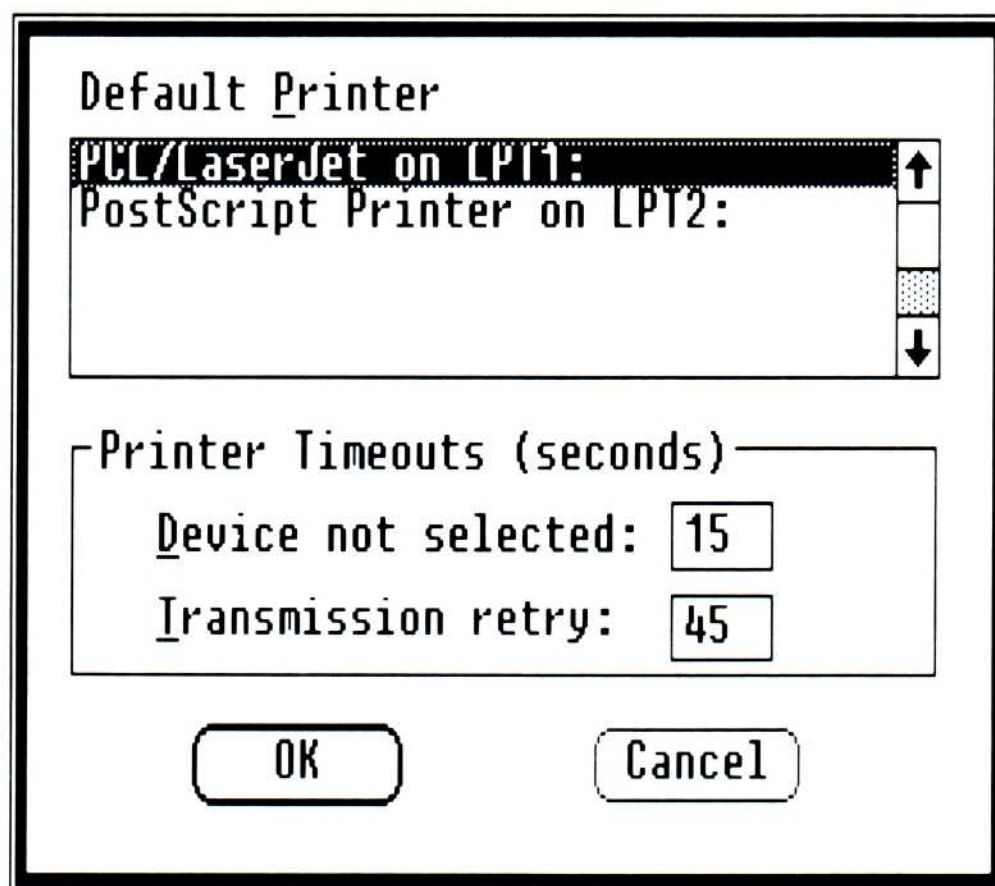 Default Printer
PCL/LaserJet on LPT1:
PostScript Printer on LPT2:
Printer Timeouts (seconds)
Device not selected: 15
Transmission retry: 45
OK
Cancel